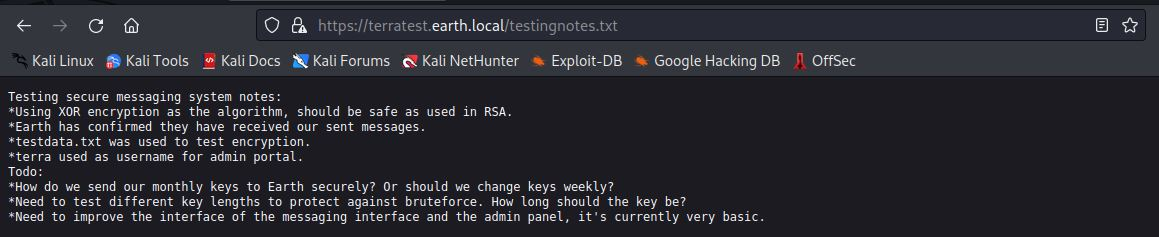 https://terratest.earth.local/testingnotes.txt
Kali Linux Kali Tools Kali Docs Kali Forums Kali NetHunter Exploit-DB Google Hacking DB OffSec
Testing secure messaging system notes:
*Using XOR encryption as the algorithm, should be safe as used in RSA.
*Earth has confirmed they have received our sent messages.
*testdata.txt was used to test encryption.
*terra used as username for admin portal.
Todo:
*How do we send our monthly keys to Earth securely? Or should we change keys weekly?
*Need to test different key lengths to protect against bruteforce. How long should the key be?
*Need to improve the interface of the messaging interface and the admin panel, it's currently very basic.